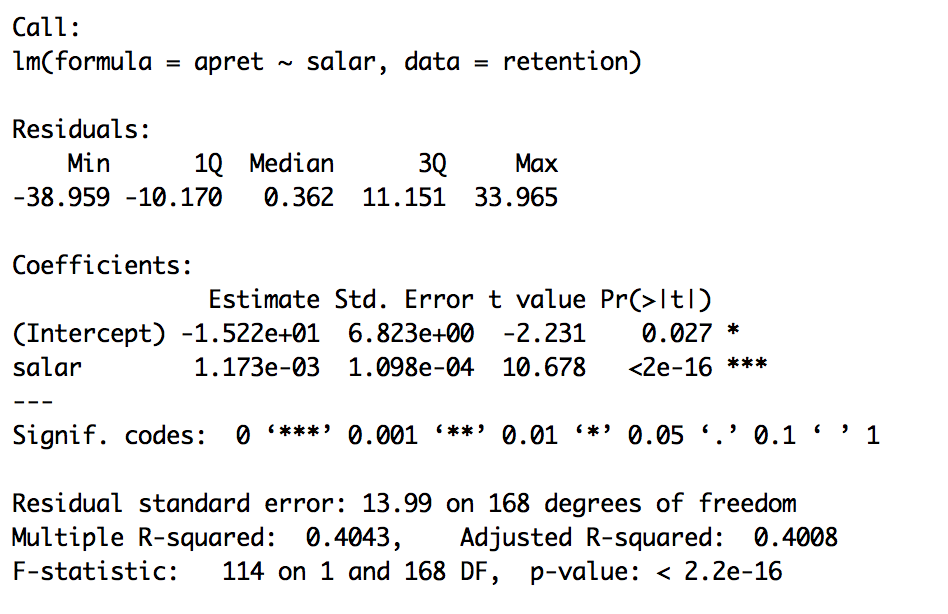 Call:
lm(formula = apret ~ salar, data = retention)
Residuals:
Min 1Q Median 3Q Max
-38.959 -10.170 0.362 11.151 33.965
Coefficients:
Estimate Std. Error t value Pr(>|t|)
(Intercept) -1.522e+01 6.823e+00 -2.231 0.027 *
salar 1.173e-03 1.098e-04 10.678 <2e-16 ***
---
Signif. codes: 0 ‘***’ 0.001 ‘**’ 0.01 ‘*’ 0.05 ‘.’ 0.1 ‘ ’ 1
Residual standard error: 13.99 on 168 degrees of freedom
Multiple R-squared: 0.4043, Adjusted R-squared: 0.4008
F-statistic: 114 on 1 and 168 DF, p-value: < 2.2e-16